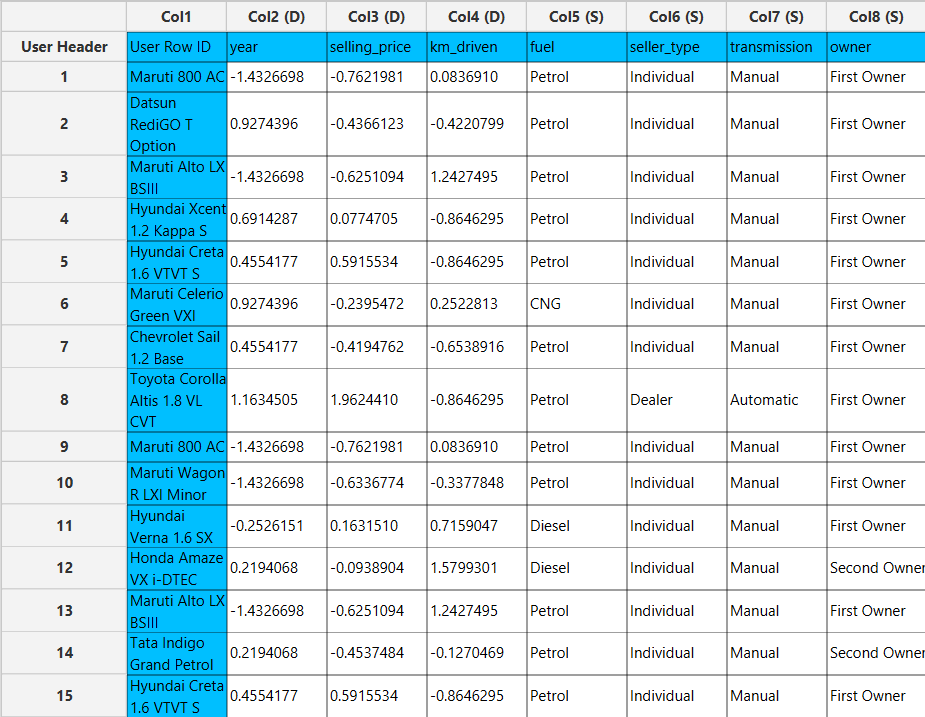 Col1 Col2 (D) Col3 (D) Col4 (D) Col5 (S) Col6 (S) Col7 (S) Col8 (S)
User Header User Row ID year selling_price km_driven fuel seller_type transmission owner
1 Maruti 800 AC -1.4326698 -0.7621981 0.0836910 Petrol Individual Manual First Owner
Datsun
2 RediGO T 0.9274396 -0.4366123 -0.4220799 Petrol Individual Manual First Owner
Option
3 Maruti Alto LX -1.4326698 -0.6251094 1.2427495 Petrol Individual Manual First Owner
BSIII
4 Hyundai Xcent 0.6914287 0.0774705 -0.8646295 Petrol Individual Manual First Owner
1.2 Kappa S
5 Hyundai Creta 0.4554177 0.5915534 -0.8646295 Petrol Individual Manual First Owner
1.6 VTVT S
6 Maruti Celerio 0.9274396 -0.2395472 0.2522813 CNG Individual Manual First Owner
Green VXI
7 Chevrolet Sail 0.4554177 -0.4194762 -0.6538916 Petrol Individual Manual First Owner
1.2 Base
Toyota Corolla
8 Altis 1.8 VL 1.1634505 1.9624410 -0.8646295 Petrol Dealer Automatic First Owner
CVT
9 Maruti 800 AC -1.4326698 -0.7621981 0.0836910 Petrol Individual Manual First Owner
10 Maruti Wagon -1.4326698 -0.6336774 -0.3377848 Petrol Individual Manual First Owner
R LXI Minor
11 Hyundai -0.2526151 0.1631510 0.7159047 Diesel Individual Manual First Owner
Verna 1.6 SX
12 Honda Amaze 0.2194068 -0.0938904 1.5799301 Diesel Individual Manual Second Owner
VX i-DTEC
13 Maruti Alto LX -1.4326698 -0.6251094 1.2427495 Petrol Individual Manual First Owner
BSIII
14 Tata Indigo 0.2194068 -0.4537484 -0.1270469 Petrol Individual Manual Second Owner
Grand Petrol
15 Hyundai Creta 0.4554177 0.5915534 -0.8646295 Petrol Individual Manual First Owner
1.6 VTVT S